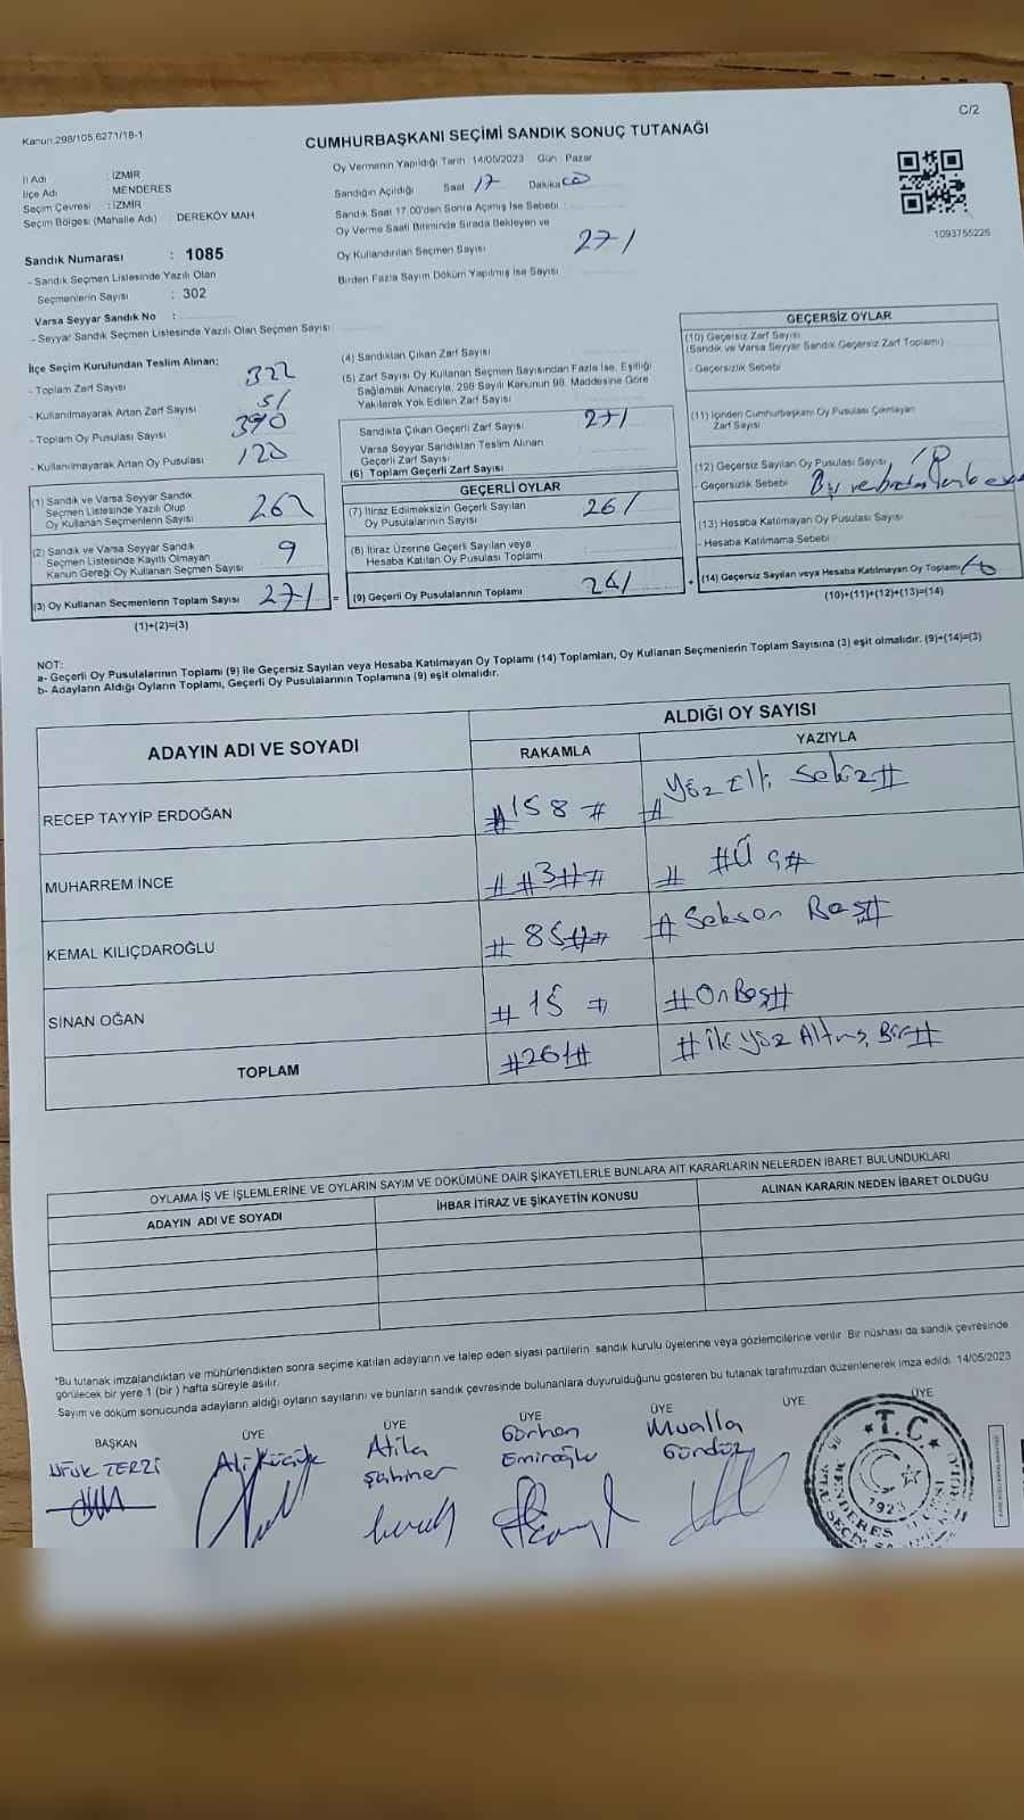 Kanun 298/105,6271/18-1
C/2
CUMHURBAŞKANI SEÇİMİ SANDIK SONUÇ TUTANAĞI
İl Adı : İZMİR
İlçe Adı : MENDERES
Seçim Çevresi : İZMİR
Seçim Bölgesi (Mahalle Adı) : DEREKÖY MAH
Sandık Numarası : 1085
- Sandık Seçmen Listesinde Yazılı Olan
Seçmenlerin Sayısı : 302
Varsa Seyyar Sandık No :
- Seyyar Sandık Seçmen Listesinde Yazılı Olan Seçmen Sayısı
Oy Vermenin Yapıldığı Tarih 14/05/2023 Gün Pazar
Sandığın Açıldığı Saat 17 Dakika 00
Sandık Saat 17:00'den Sonra Açımış İse Sebebi :
Oy Verme Saati Bitiminde Sırada Bekleyen ve
Oy Kullandırılan Seçmen Sayısı 271
Birden Fazla Sayım Döküm Yapılmış İse Sayısı
1093755226
İlçe Seçim Kurulundan Teslim Alınan:
- Toplam Zarf Sayısı 322
- Kullanılmayarak Artan Zarf Sayısı 51
- Toplam Oy Pusulası Sayısı 390
- Kullanılmayarak Artan Oy Pusulası 120
(1) Sandık ve Varsa Seyyar Sandık
Seçmen Listesinde Yazılı Olup
Oy Kullanan Seçmenlerin Sayısı 262
(2) Sandık ve Varsa Seyyar Sandık
Seçmen Listesinde Kayıtlı Olmayan
Kanun Gereği Oy Kullanan Seçmen Sayısı 9
(3) Oy Kullanan Seçmenlerin Toplam Sayısı 271 =
(1)+(2)=(3)
(4) Sandıktan Çıkan Zarf Sayısı
(5) Zarf Sayısı Oy Kullanan Seçmen Sayısından Fazla İse, Eşitliği
Sağlamak Amacıyla, 298 Sayılı Kanunun 98. Maddesine Göre
Yakılarak Yok Edilen Zarf Sayısı
Sandıkta Çıkan Geçerli Zarf Sayısı 271
Varsa Seyyar Sandıktan Teslim Alınan
Geçerli Zarf Sayısı
(6) Toplam Geçerli Zarf Sayısı
GEÇERLİ OYLAR
(7) İtiraz Edilmeksizin Geçerli Sayılan
Oy Pusulalarının Sayısı 261
(8) İtiraz Üzerine Geçerli Sayılan veya
Hesaba Katılan Oy Pusulası Toplamı
(9) Geçerli Oy Pusulalarının Toplamı 261 +
GEÇERSİZ OYLAR
(10) Geçersiz Zarf Sayısı
(Sandık ve Varsa Seyyar Sandık Geçersiz Zarf Toplamı)
- Geçersizlik Sebebi
(11) İçinden Cumhurbaşkanı Oy Pusulası Çıkmayan
Zarf Sayısı
(12) Geçersiz Sayılan Oy Pusulası Sayısı 10
- Geçersizlik Sebebi
(13) Hesaba Katılmayan Oy Pusulası Sayısı
- Hesaba Katılmama Sebebi
(14) Geçersiz Sayılan veya Hesaba Katılmayan Oy Toplamı 10
(10)+(11)+(12)+(13)=(14)
NOT:
a- Geçerli Oy Pusulalarının Toplamı (9) ile Geçersiz Sayılan veya Hesaba Katılmayan Oy Toplamı (14) Toplamları, Oy Kullanan Seçmenlerin Toplam Sayısına (3) eşit olmalıdır. (9)+(14)=(3)
b- Adayların Aldığı Oyların Toplamı, Geçerli Oy Pusulalarının Toplamına (9) eşit olmalıdır.
ADAYIN ADI VE SOYADI
ALDIĞI OY SAYISI
RAKAMLA YAZIYLA
RECEP TAYYİP ERDOĞAN #158# #Yüz Elli Sekiz#
MUHARREM İNCE ##3## # #Üç#
KEMAL KILIÇDAROĞLU #85## #Seksen Beş#
SİNAN OĞAN #15# #OnBeş#
TOPLAM #261# #iki yüz Altmış Bir#
OYLAMA İŞ VE İŞLEMLERİNE VE OYLARIN SAYIM VE DÖKÜMÜNE DAİR ŞİKAYETLERLE BUNLARA AİT KARARLARIN NELERDEN İBARET BULUNDUKLARI
ADAYIN ADI VE SOYADI İHBAR İTİRAZ VE ŞİKAYETİN KONUSU ALINAN KARARIN NEDEN İBARET OLDUĞU
*Bu tutanak imzalandıktan ve mühürlendikten sonra seçime katılan adayların ve talep eden siyasi partilerin sandık kurulu üyelerine veya gözlemcilerine verilir. Bir nüshası da sandık çevresinde
görülecek bir yere 1 (bir) hafta süreyle asılır.
Sayım ve döküm sonucunda adayların aldığı oyların sayılarını ve bunların sandık çevresinde bulunanlara duyurulduğunu gösteren bu tutanak tarafımızdan düzenlenerek imza edildi. 14/05/2023
BAŞKAN ÜYE ÜYE ÜYE ÜYE ÜYE ÜYE
Ufuk TERZİ
Ali Küçük
Atila Şahiner
Gürhan Emiroğlu
Mualla Gündüz
T.C.
1923
MENDERES